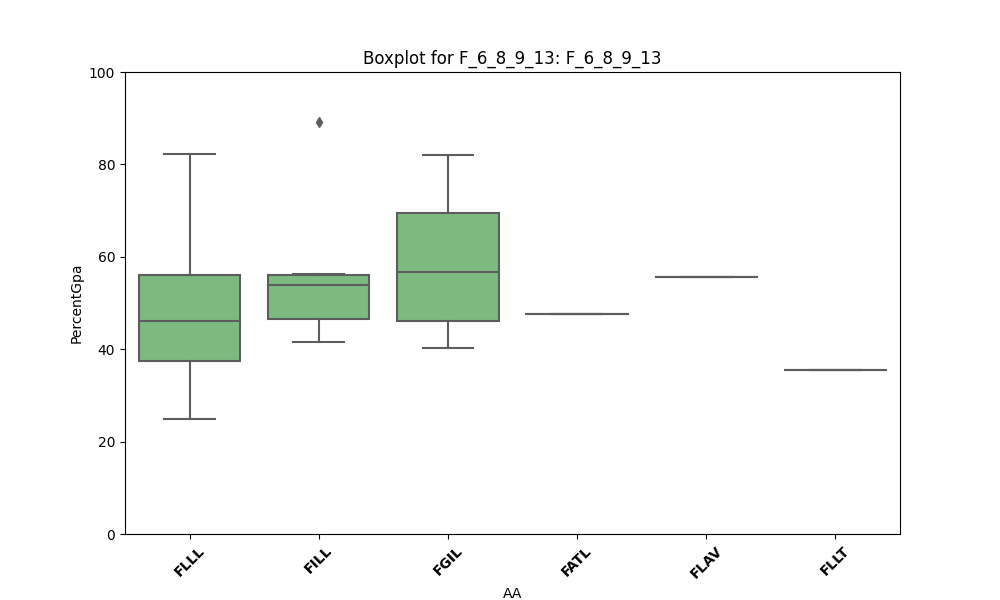 Boxplot for F_6_8_9_13: F_6_8_9_13
100
80
60
40
20
0
PercentGpa
FLLL
FILL
FGIL
FATL
FLAV
FLLT
AA